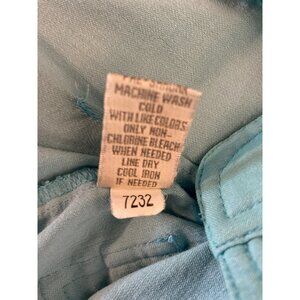 MACHINE WASH
COLD
WITH LIKE COLORS
ONLY NON-
CHLORINE BLEACH
WHEN NEEDED
LINE DRY
COOL IRON
IF NEEDED
7232